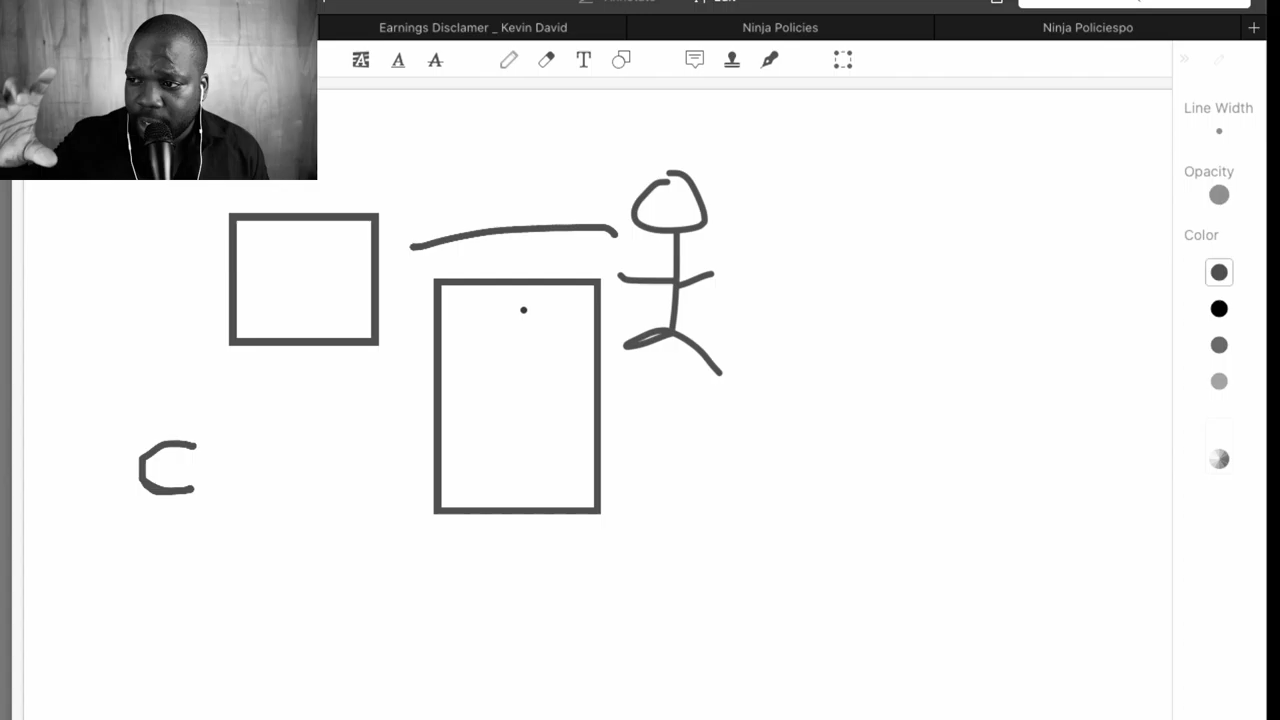 Earnings Disclamer _ Kevin David
Ninja Policies
Ninja Policiespo
Line Width
Opacity
Color
C